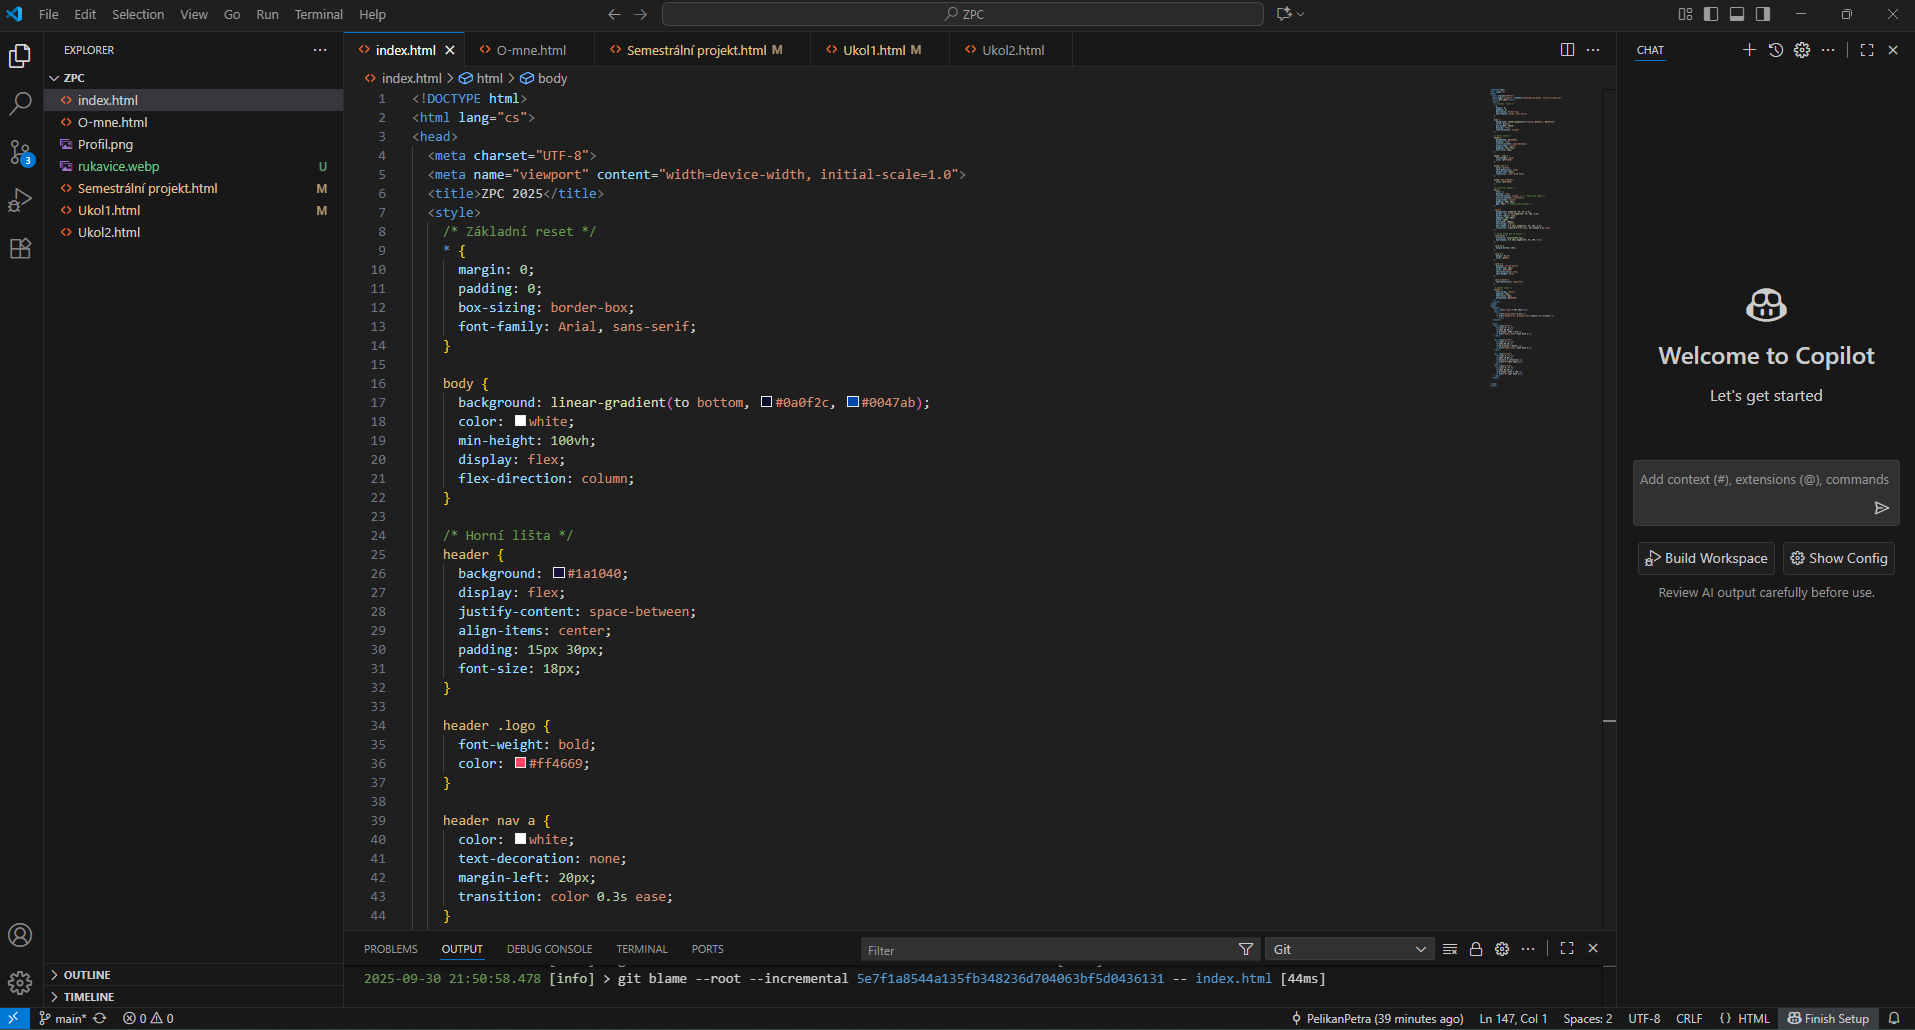 File Edit Selection View Go Run Terminal Help
ZPC
EXPLORER
ZPC
index.html
O-mne.html
Profil.png
rukavice.webp U
Semestrální projekt.html M
Ukol1.html M
Ukol2.html
3
OUTLINE
TIMELINE
index.html O-mne.html Semestrální projekt.html M Ukol1.html M Ukol2.html
index.html > html > body
1 <!DOCTYPE html>
2 <html lang="cs">
3 <head>
4 <meta charset="UTF-8">
5 <meta name="viewport" content="width=device-width, initial-scale=1.0">
6 <title>ZPC 2025</title>
7 <style>
8 /* Základní reset */
9 * {
10 margin: 0;
11 padding: 0;
12 box-sizing: border-box;
13 font-family: Arial, sans-serif;
14 }
15
16 body {
17 background: linear-gradient(to bottom, #0a0f2c, #0047ab);
18 color: white;
19 min-height: 100vh;
20 display: flex;
21 flex-direction: column;
22 }
23
24 /* Horní lišta */
25 header {
26 background: #1a1040;
27 display: flex;
28 justify-content: space-between;
29 align-items: center;
30 padding: 15px 30px;
31 font-size: 18px;
32 }
33
34 header .logo {
35 font-weight: bold;
36 color: #ff4669;
37 }
38
39 header nav a {
40 color: white;
41 text-decoration: none;
42 margin-left: 20px;
43 transition: color 0.3s ease;
44 }
PROBLEMS OUTPUT DEBUG CONSOLE TERMINAL PORTS Filter Git
2025-09-30 21:50:58.478 [info] > git blame --root --incremental 5e7f1a8544a135fb348236d704063bf5d0436131 -- index.html [44ms]
CHAT
Welcome to Copilot
Let's get started
Add context (#), extensions (@), commands
Build Workspace Show Config
Review AI output carefully before use.
main* 0 0 PelikanPetra (39 minutes ago) Ln 147, Col 1 Spaces: 2 UTF-8 CRLF {} HTML Finish Setup